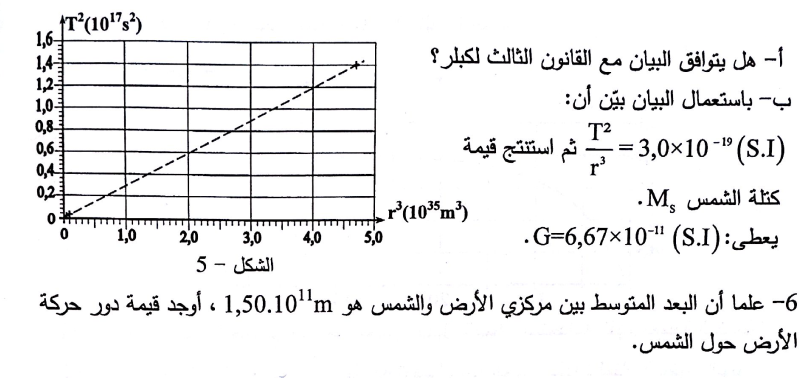 T²(10¹⁷s²)
1,6
1,4
1,2
1,0
0,8
0,6
0,4
0,2
0
0 1,0 2,0 3,0 4,0 5,0
r³(10³⁵m³)
الشكل - 5
أ- هل يتوافق البيان مع القانون الثالث لكبلر؟
ب- باستعمال البيان بيّن أن:
T²/r³ = 3,0×10⁻¹⁹ (S.I) ثم استنتج قيمة
كتلة الشمس Mₛ.
يعطى: G=6,67×10⁻¹¹ (S.I).
6- علما أن البعد المتوسط بين مركزي الأرض والشمس هو 1,50.10¹¹m ، أوجد قيمة دور حركة
الأرض حول الشمس.